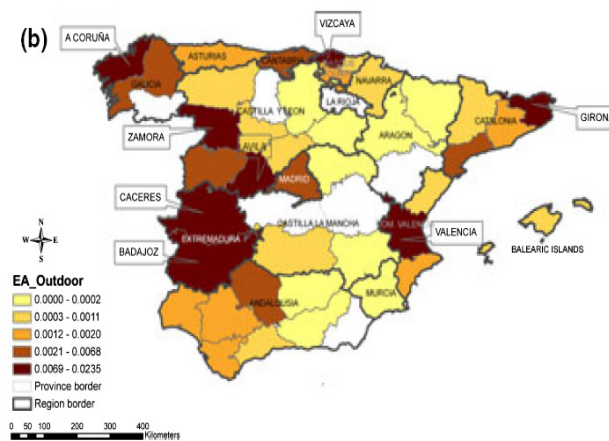 (b)
A CORUÑA
VIZCAYA
ASTURIAS
CANTABRIA
GALICIA
NAVARRA
LA RIOJA
CASTILLA Y LEON
CATALONIA
GIRON
ZAMORA
ARAGON
AVILA
MADRID
CACERES
CASTILLA LA MANCHA
COM. VALEN
VALENCIA
EXTREMADURA
BADAJOZ
BALEARIC ISLANDS
ANDALOUSIA
MURCIA
N
W E
S
EA_Outdoor
0.0000 - 0.0002
0.0003 - 0.0011
0.0012 - 0.0020
0.0021 - 0.0068
0.0069 - 0.0235
Province border
Region border
0 50 100 200 300 400
Kilometers